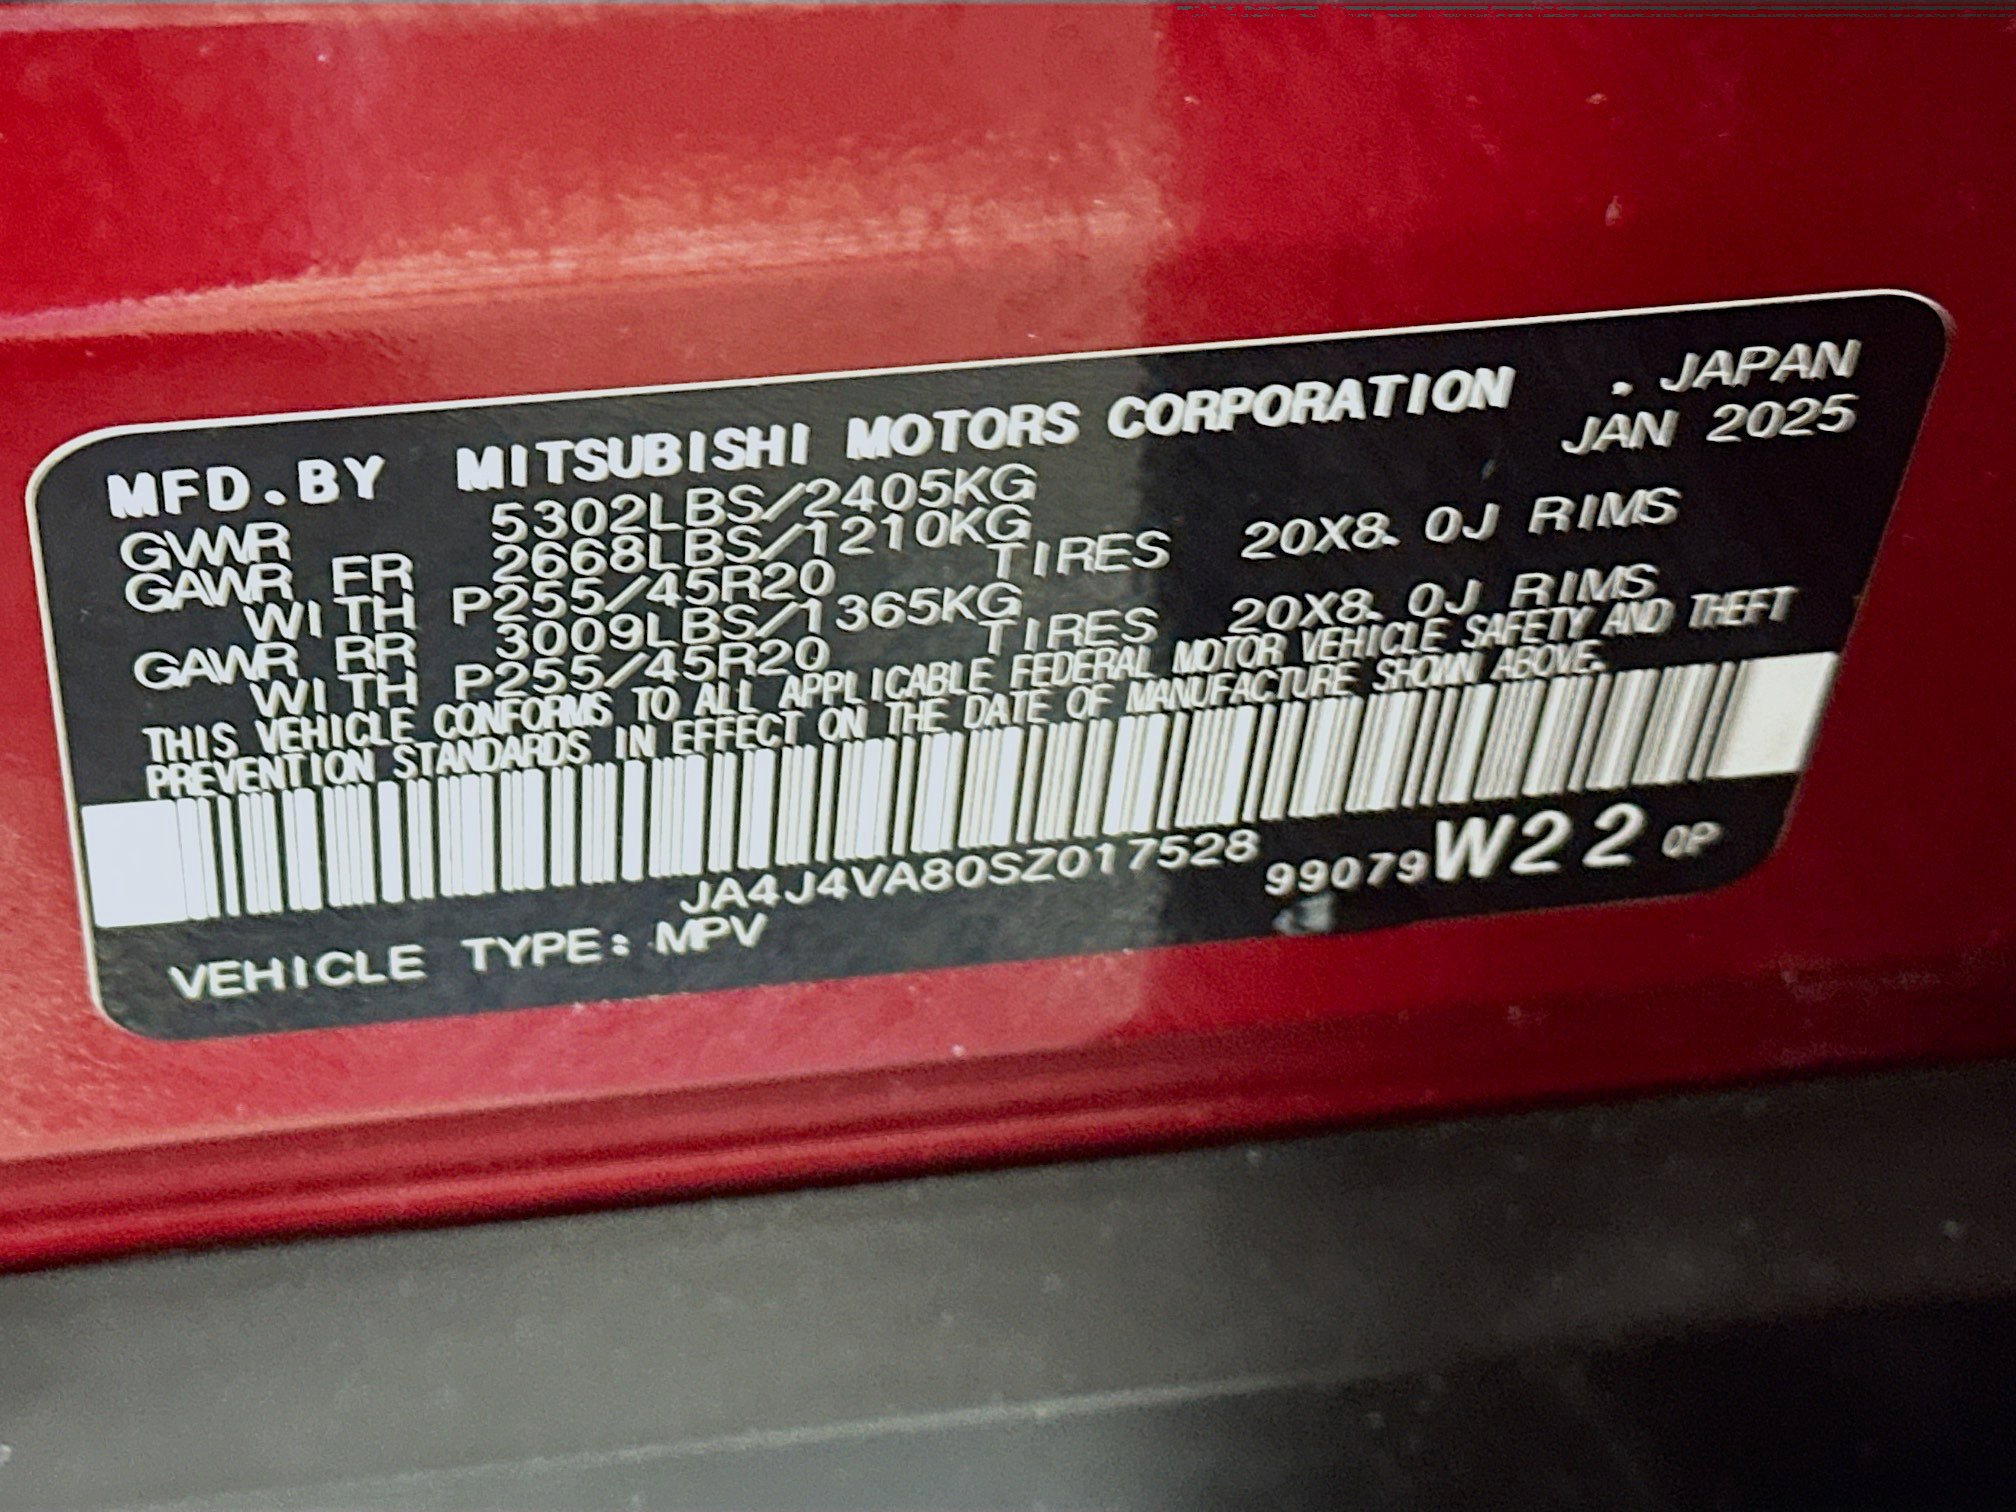 MFD.BY MITSUBISHI MOTORS CORPORATION . JAPAN
JAN 2025
GVWR 5302LBS/2405KG
GAWR FR 2668LBS/1210KG
WITH P255/45R20 TIRES 20X8.0J RIMS
GAWR RR 3009LBS/1365KG
WITH P255/45R20 TIRES 20X8.0J RIMS
THIS VEHICLE CONFORMS TO ALL APPLICABLE FEDERAL MOTOR VEHICLE SAFETY AND THEFT
PREVENTION STANDARDS IN EFFECT ON THE DATE OF MANUFACTURE SHOWN ABOVE.
JA4J4VA80SZ017528 99079 W22 0P
VEHICLE TYPE: MPV